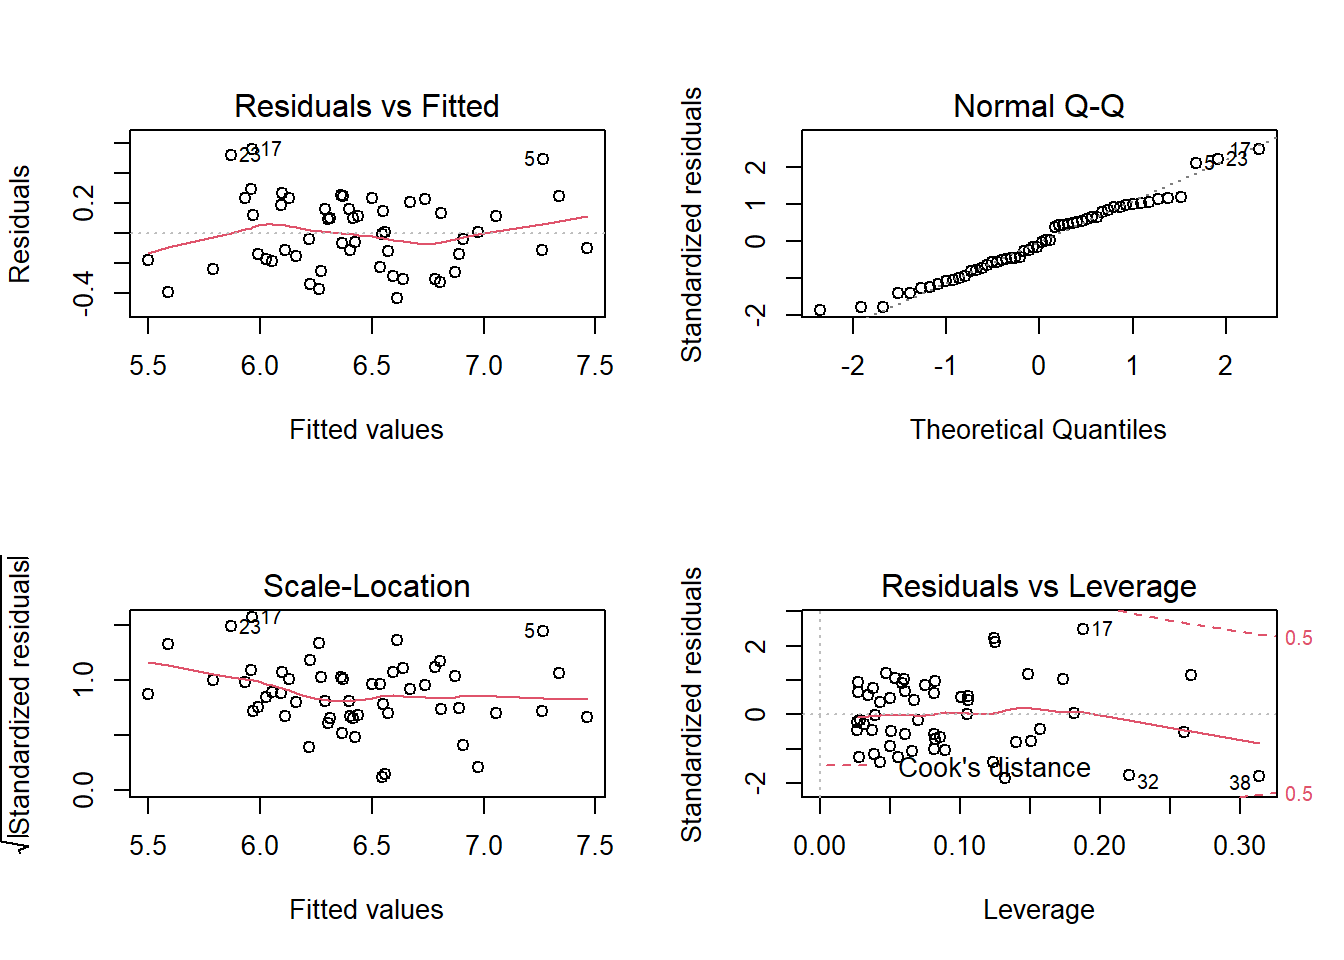 Residuals vs Fitted
Residuals
0.2
-0.4
23
17
5
5.5 6.0 6.5 7.0 7.5
Fitted values
Normal Q-Q
Standardized residuals
2
1
0
-1
-2
17
5 23
-2 -1 0 1 2
Theoretical Quantiles
Scale-Location
√|Standardized residuals|
1.0
0.0
17
23
5
5.5 6.0 6.5 7.0 7.5
Fitted values
Residuals vs Leverage
Standardized residuals
2
0
-2
17
0.5
Cook's distance
32
38
0.5
0.00 0.10 0.20 0.30
Leverage